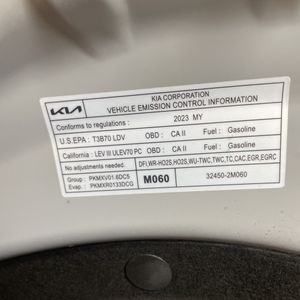 KIA
KIA CORPORATION
VEHICLE EMISSION CONTROL INFORMATION
Conforms to regulations : 2023 MY
U.S.EPA : T3B70 LDV OBD : CA II Fuel : Gasoline
California : LEV III ULEV70 PC OBD : CA II Fuel : Gasoline
No adjustments needed. DFI,WR-HO2S,HO2S,WU-TWC,TWC,TC,CAC,EGR,EGRC
Group : PKMXV01.6DC5 M060 32450-2M060
Evap : PKMXR0133DCG